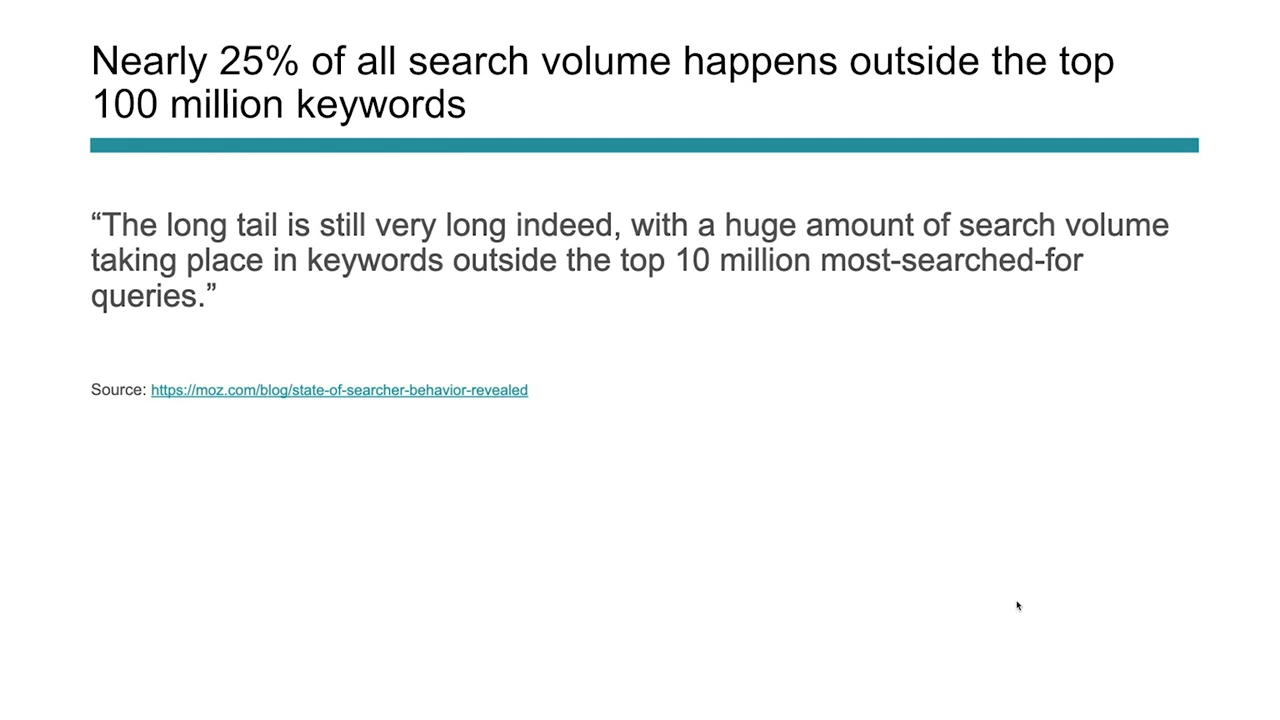 Nearly 25% of all search volume happens outside the top
100 million keywords
“The long tail is still very long indeed, with a huge amount of search volume
taking place in keywords outside the top 10 million most-searched-for
queries.”
Source: https://moz.com/blog/state-of-searcher-behavior-revealed